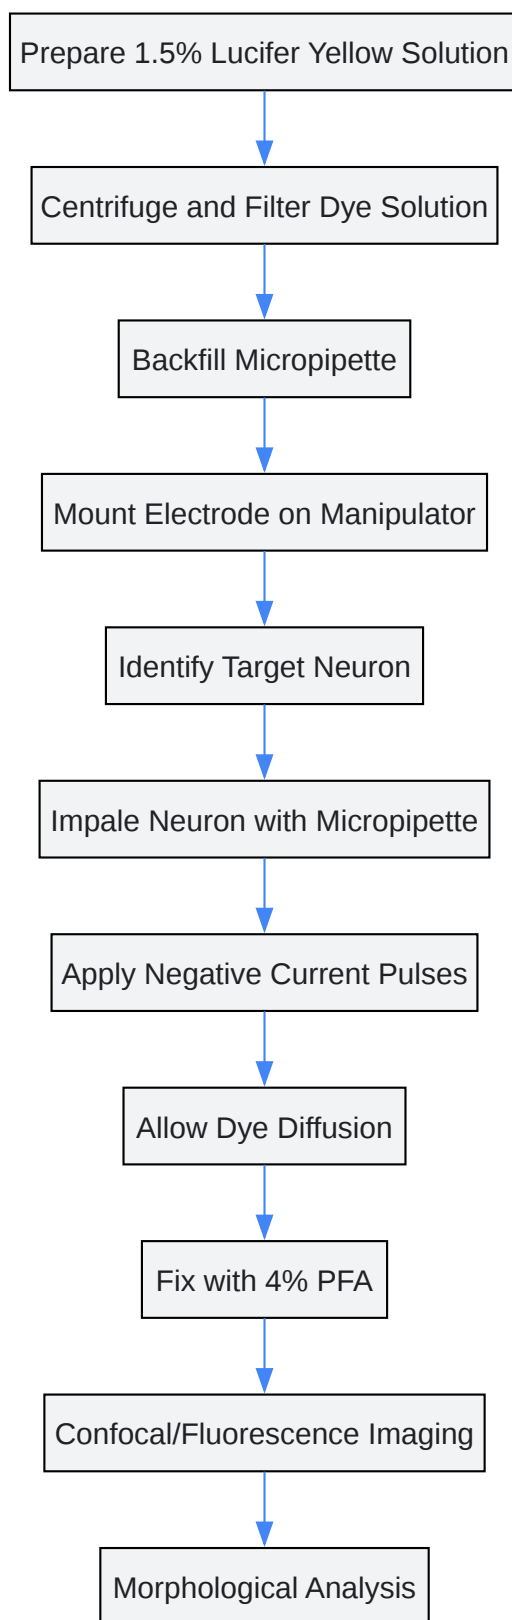 Prepare 1.5% Lucifer Yellow Solution
Centrifuge and Filter Dye Solution
Backfill Micropipette
Mount Electrode on Manipulator
Identify Target Neuron
Impale Neuron with Micropipette
Apply Negative Current Pulses
Allow Dye Diffusion
Fix with 4% PFA
Confocal/Fluorescence Imaging
Morphological Analysis